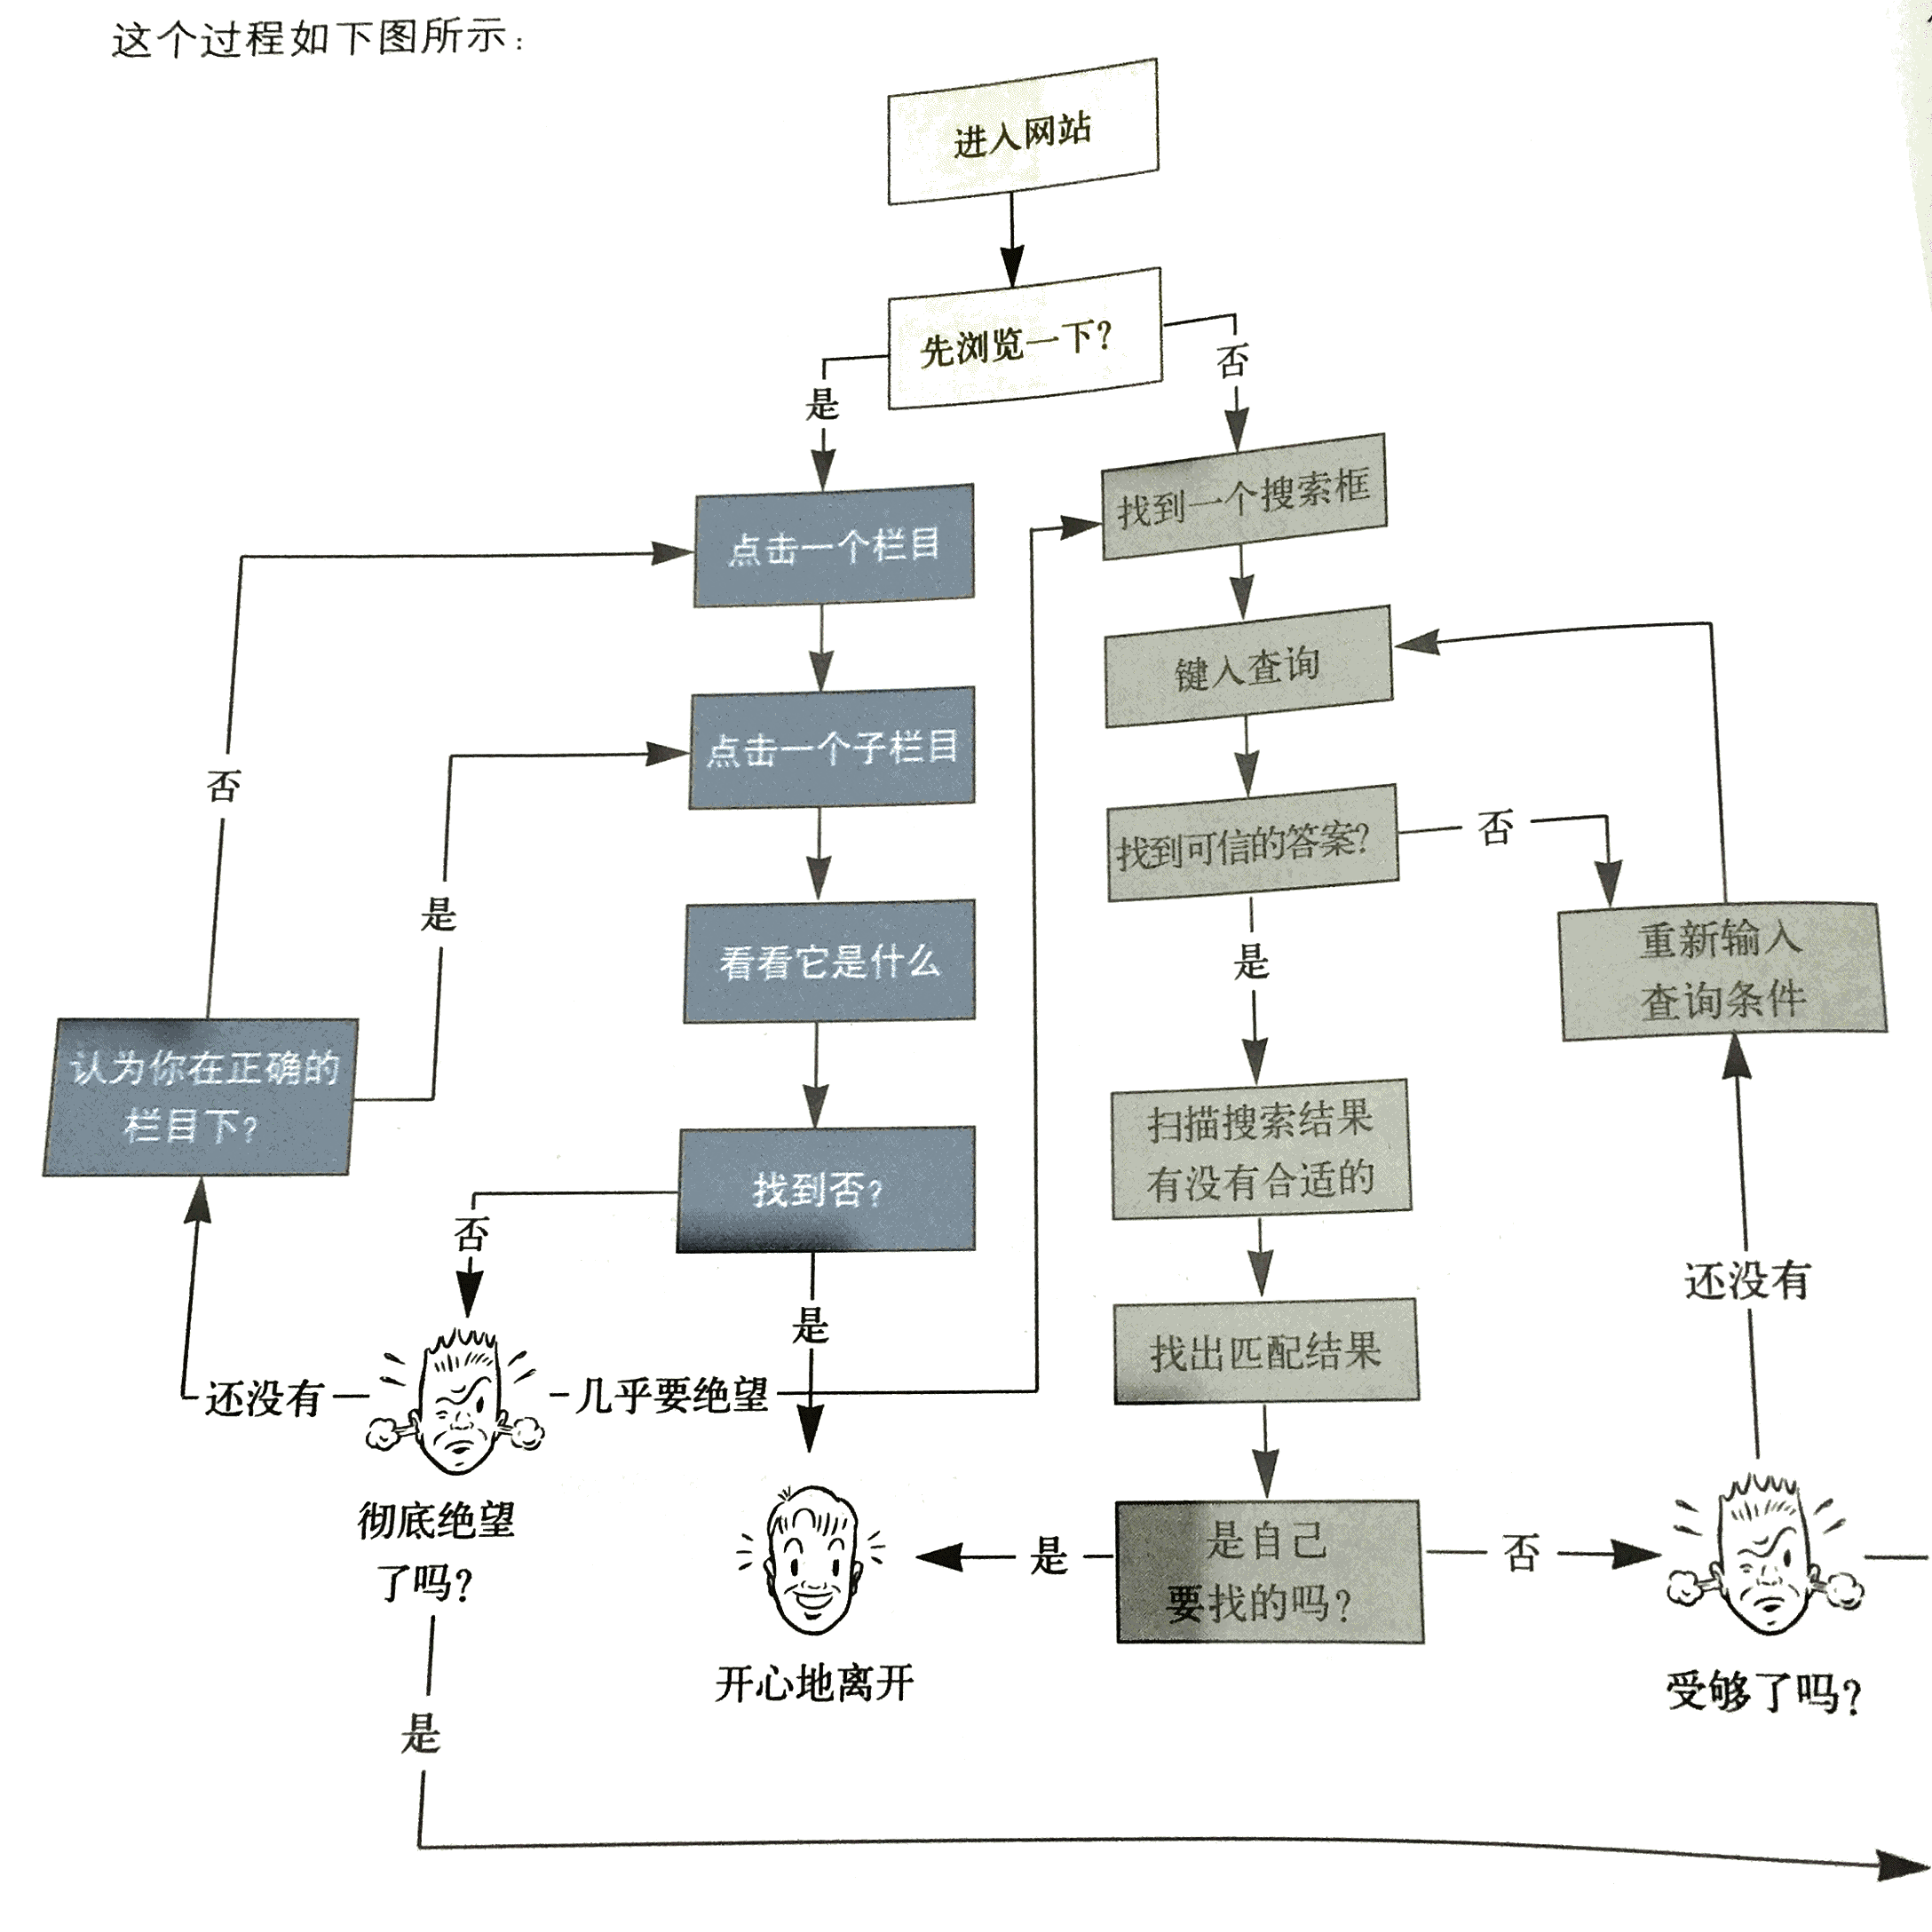 这个过程如下图所示：
进入网站
先浏览一下？
是
否
点击一个栏目
找到一个搜索框
点击一个子栏目
键入查询
否
是
看看它是什么
找到可信的答案？
否
是
重新输入
查询条件
认为你在正确的
栏目下？
找到否？
扫描搜索结果
有没有合适的
否
是
还没有
还没有
几乎要绝望
找出匹配结果
彻底绝望
了吗？
是自己
要找的吗？
是
否
开心地离开
受够了吗？
是